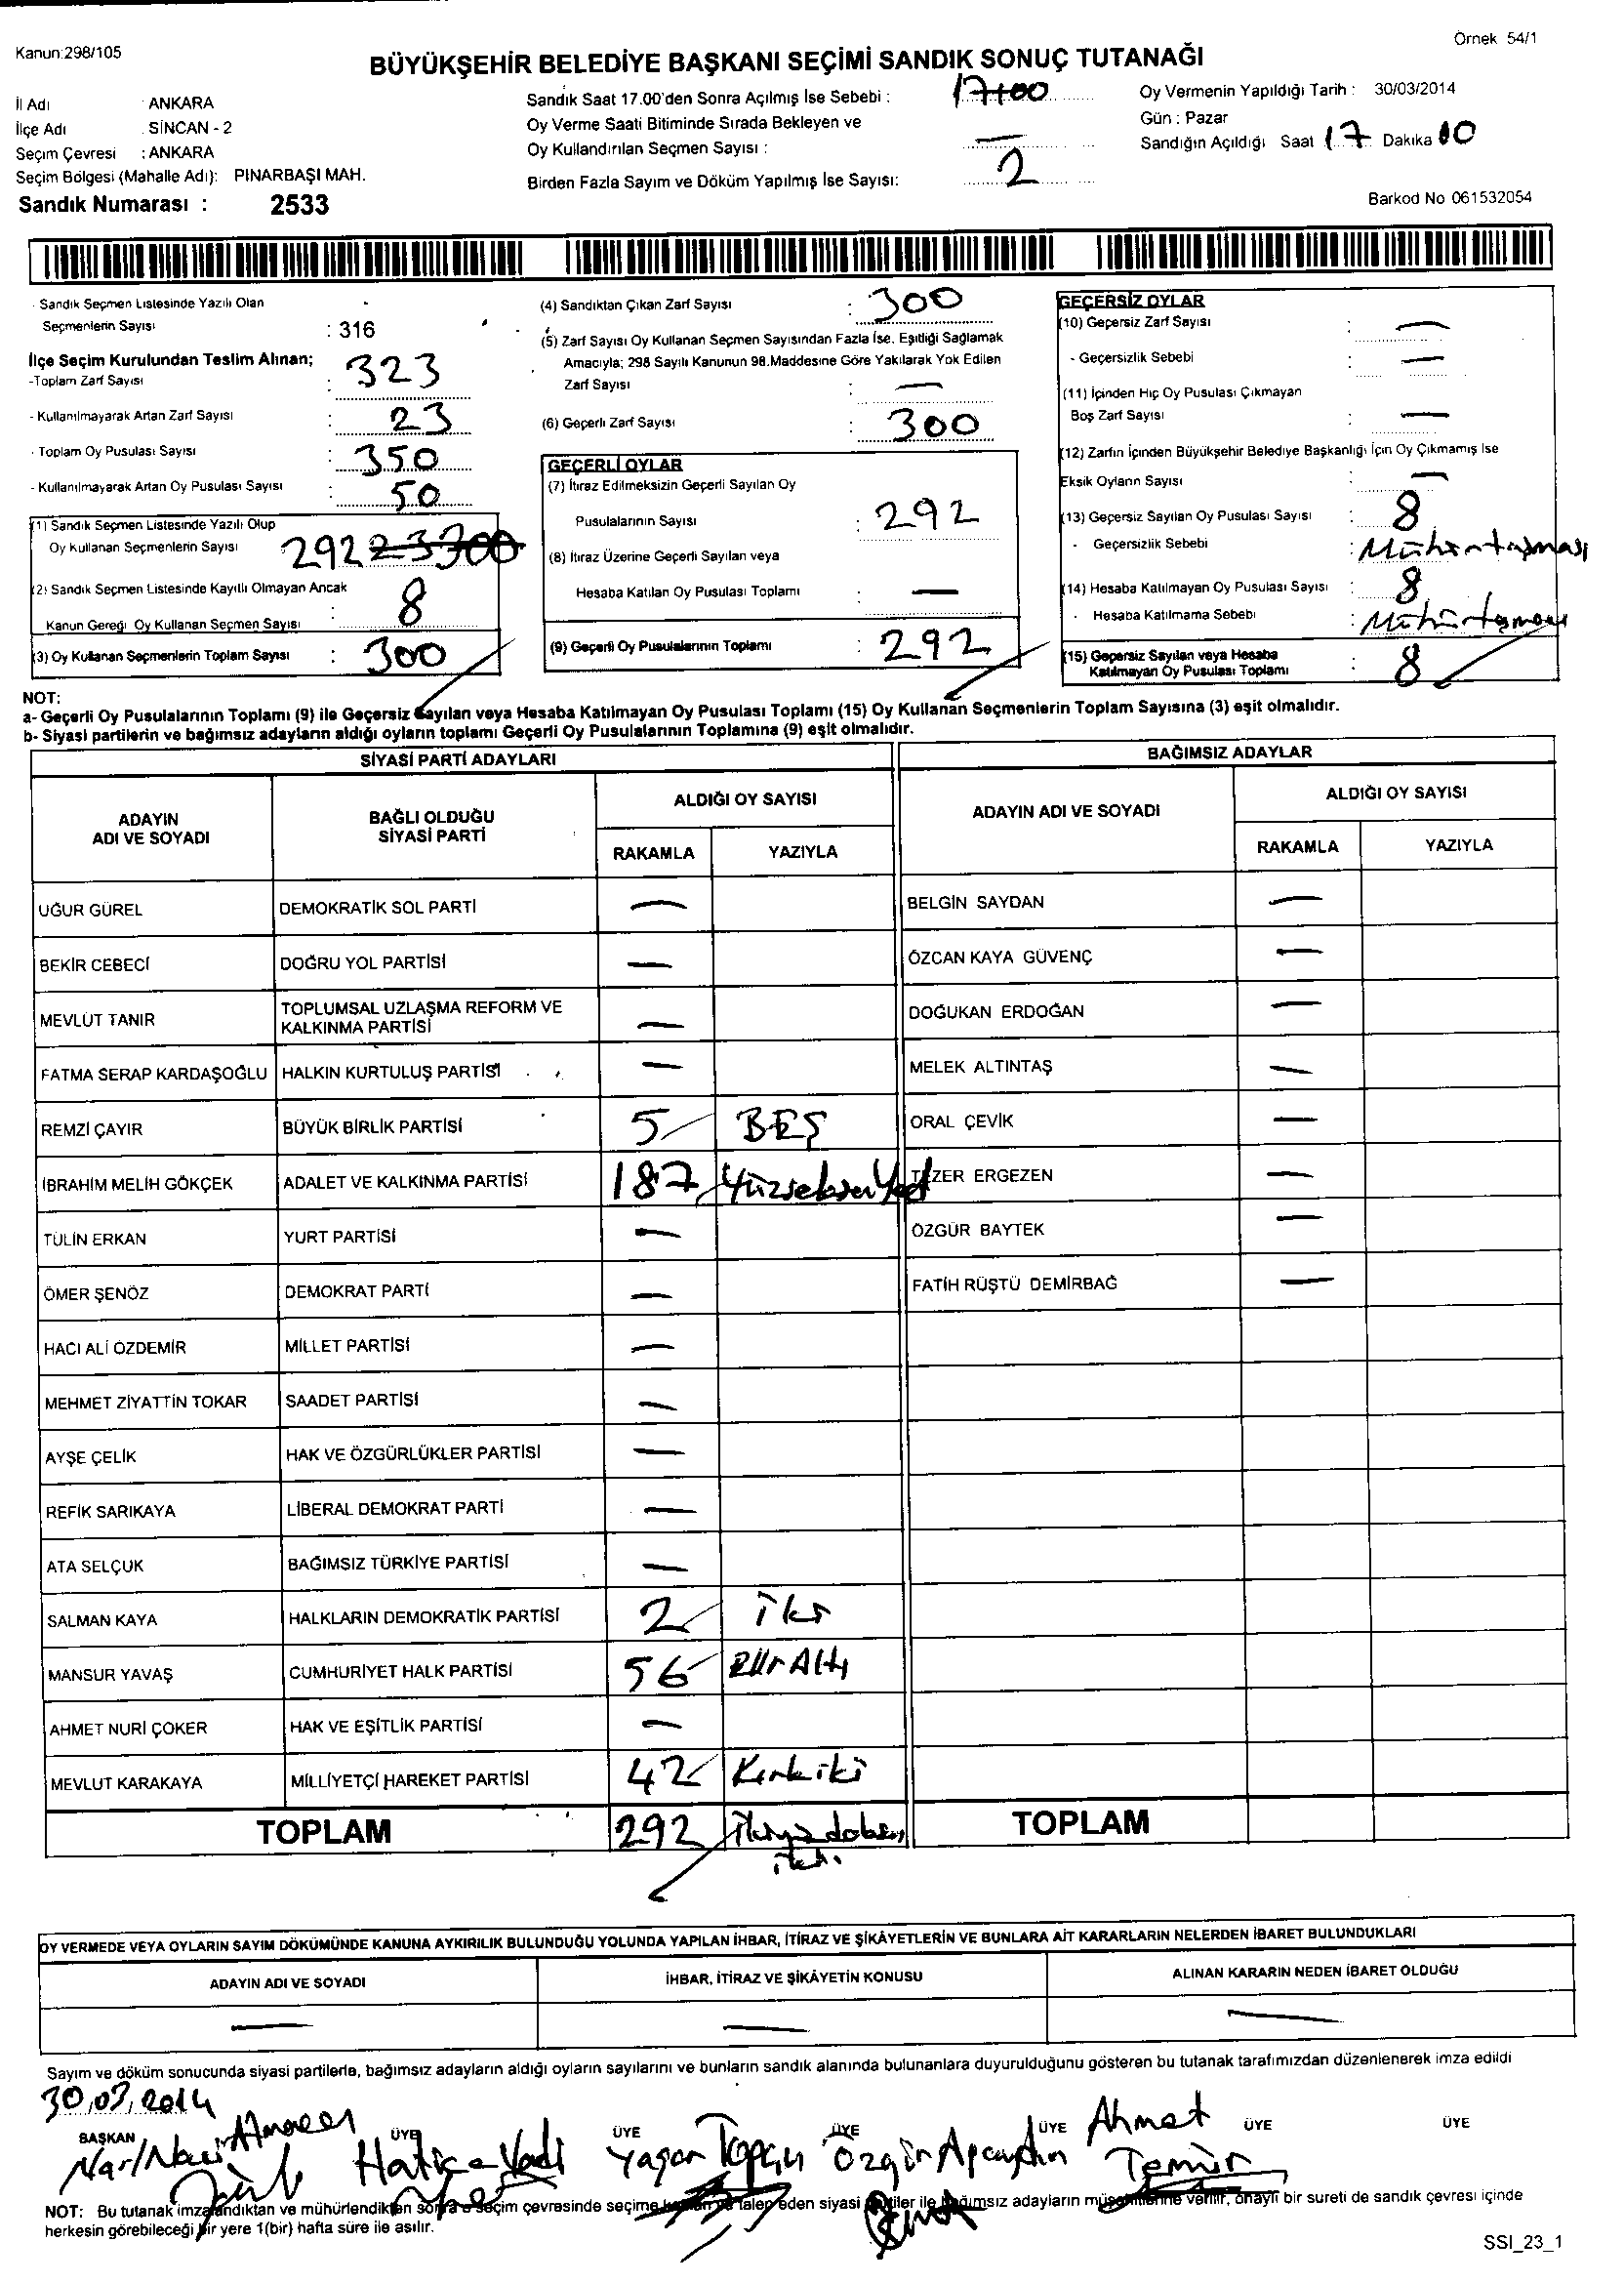 Kanun:298/105
Örnek 54/1
BÜYÜKŞEHİR BELEDİYE BAŞKANI SEÇİMİ SANDIK SONUÇ TUTANAĞI
İl Adı : ANKARA
İlçe Adı : SİNCAN - 2
Seçim Çevresi : ANKARA
Seçim Bölgesi (Mahalle Adı): PINARBAŞI MAH.
Sandık Numarası : 2533
Sandık Saat 17.00'den Sonra Açılmış İse Sebebi : 17:00
Oy Verme Saati Bitiminde Sırada Bekleyen ve
Oy Kullandırılan Seçmen Sayısı : —
Birden Fazla Sayım ve Döküm Yapılmış İse Sayısı: 2
Oy Vermenin Yapıldığı Tarih : 30/03/2014
Gün : Pazar
Sandığın Açıldığı Saat 17 Dakika 00
Barkod No 061532054
- Sandık Seçmen Listesinde Yazılı Olan
Seçmenlerin Sayısı : 316
İlçe Seçim Kurulundan Teslim Alınan;
-Toplam Zarf Sayısı : 323
- Kullanılmayarak Artan Zarf Sayısı : 23
- Toplam Oy Pusulası Sayısı : 350
- Kullanılmayarak Artan Oy Pusulası Sayısı : 50
(1) Sandık Seçmen Listesinde Yazılı Olup
Oy Kullanan Seçmenlerin Sayısı 292
(2) Sandık Seçmen Listesinde Kayıtlı Olmayan Ancak
Kanun Gereği Oy Kullanan Seçmen Sayısı : 8
(3) Oy Kullanan Seçmenlerin Toplam Sayısı : 300
(4) Sandıktan Çıkan Zarf Sayısı : 300
(5) Zarf Sayısı Oy Kullanan Seçmen Sayısından Fazla İse, Eşitliği Sağlamak
Amacıyla; 298 Sayılı Kanunun 98.Maddesine Göre Yakılarak Yok Edilen
Zarf Sayısı : —
(6) Geçerli Zarf Sayısı : 300
GEÇERLİ OYLAR
(7) İtiraz Edilmeksizin Geçerli Sayılan Oy
Pusulalarının Sayısı : 292
(8) İtiraz Üzerine Geçerli Sayılan veya
Hesaba Katılan Oy Pusulası Toplamı : —
(9) Geçerli Oy Pusulalarının Toplamı : 292
GEÇERSİZ OYLAR
(10) Geçersiz Zarf Sayısı : —
- Geçersizlik Sebebi : —
(11) İçinden Hiç Oy Pusulası Çıkmayan
Boş Zarf Sayısı : —
(12) Zarfın İçinden Büyükşehir Belediye Başkanlığı İçin Oy Çıkmamış İse
Eksik Oyların Sayısı : —
(13) Geçersiz Sayılan Oy Pusulası Sayısı : 8
- Geçersizlik Sebebi : Mühür taşması
(14) Hesaba Katılmayan Oy Pusulası Sayısı : 8
- Hesaba Katılmama Sebebi : Mühür taşması
(15) Geçersiz Sayılan veya Hesaba
Katılmayan Oy Pusulası Toplamı : 8
NOT:
a- Geçerli Oy Pusulalarının Toplamı (9) ile Geçersiz Sayılan veya Hesaba Katılmayan Oy Pusulası Toplamı (15) Oy Kullanan Seçmenlerin Toplam Sayısına (3) eşit olmalıdır.
b- Siyasi partilerin ve bağımsız adayların aldığı oyların toplamı Geçerli Oy Pusulalarının Toplamına (9) eşit olmalıdır.
SİYASİ PARTİ ADAYLARI
ADAYIN ADI VE SOYADI BAĞLI OLDUĞU SİYASİ PARTİ ALDIĞI OY SAYISI
RAKAMLA YAZIYLA
UĞUR GÜREL DEMOKRATİK SOL PARTİ —
BEKİR CEBECİ DOĞRU YOL PARTİSİ —
MEVLÜT TANIR TOPLUMSAL UZLAŞMA REFORM VE KALKINMA PARTİSİ —
FATMA SERAP KARDAŞOĞLU HALKIN KURTULUŞ PARTİSİ —
REMZİ ÇAYIR BÜYÜK BİRLİK PARTİSİ 5 BEŞ
İBRAHİM MELİH GÖKÇEK ADALET VE KALKINMA PARTİSİ 187 Yüzseksen Yedi
TÜLİN ERKAN YURT PARTİSİ —
ÖMER ŞENÖZ DEMOKRAT PARTİ —
HACI ALİ ÖZDEMİR MİLLET PARTİSİ —
MEHMET ZİYATTİN TOKAR SAADET PARTİSİ —
AYŞE ÇELİK HAK VE ÖZGÜRLÜKLER PARTİSİ —
REFİK SARIKAYA LİBERAL DEMOKRAT PARTİ —
ATA SELÇUK BAĞIMSIZ TÜRKİYE PARTİSİ —
SALMAN KAYA HALKLARIN DEMOKRATİK PARTİSİ 2 İki
MANSUR YAVAŞ CUMHURİYET HALK PARTİSİ 56 Elli Altı
AHMET NURİ ÇOKER HAK VE EŞİTLİK PARTİSİ —
MEVLUT KARAKAYA MİLLİYETÇİ HAREKET PARTİSİ 42 Kırkiki
TOPLAM 292
BAĞIMSIZ ADAYLAR
ADAYIN ADI VE SOYADI ALDIĞI OY SAYISI
RAKAMLA YAZIYLA
BELGİN SAYDAN —
ÖZCAN KAYA GÜVENÇ —
DOĞUKAN ERDOĞAN —
MELEK ALTINTAŞ —
ORAL ÇEVİK —
TEZER ERGEZEN —
ÖZGÜR BAYTEK —
FATİH RÜŞTÜ DEMİRBAĞ —
TOPLAM
OY VERMEDE VEYA OYLARIN SAYIM DÖKÜMÜNDE KANUNA AYKIRILIK BULUNDUĞU YOLUNDA YAPILAN İHBAR, İTİRAZ VE ŞİKÂYETLERİN VE BUNLARA AİT KARARLARIN NELERDEN İBARET BULUNDUKLARI
ADAYIN ADI VE SOYADI İHBAR, İTİRAZ VE ŞİKÂYETİN KONUSU ALINAN KARARIN NEDEN İBARET OLDUĞU
— — —
Sayım ve döküm sonucunda siyasi partilerle, bağımsız adayların aldığı oyların sayılarını ve bunların sandık alanında bulunanlara duyurulduğunu gösteren bu tutanak tarafımızdan düzenlenerek imza edildi
30.03.2014
BAŞKAN ÜYE ÜYE ÜYE ÜYE ÜYE ÜYE
Hatice Yaşar Topçu Özgür Apaydın Ahmet Temür
NOT: Bu tutanak imzalandıktan ve mühürlendikten sonra o seçim çevresinde seçime katılan ve talep eden siyasi partiler ile bağımsız adayların müşahitlerine verilir, onaylı bir sureti de sandık çevresi içinde
herkesin görebileceği bir yere 1(bir) hafta süre ile asılır.
SSI_23_1